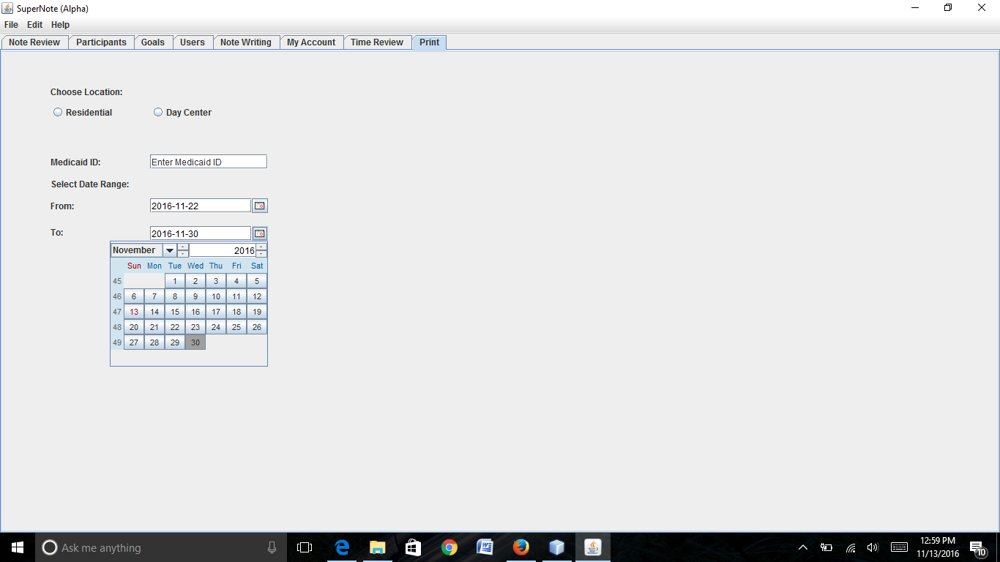 SuperNote (Alpha)
File Edit Help
Note Review Participants Goals Users Note Writing My Account Time Review Print
Choose Location:
Residential Day Center
Medicaid ID: Enter Medicaid ID
Select Date Range:
From: 2016-11-22
To: 2016-11-30
November 2016
Sun Mon Tue Wed Thu Fri Sat
45 1 2 3 4 5
46 6 7 8 9 10 11 12
47 13 14 15 16 17 18 19
48 20 21 22 23 24 25 26
49 27 28 29 30
Ask me anything
12:59 PM
11/13/2016
10